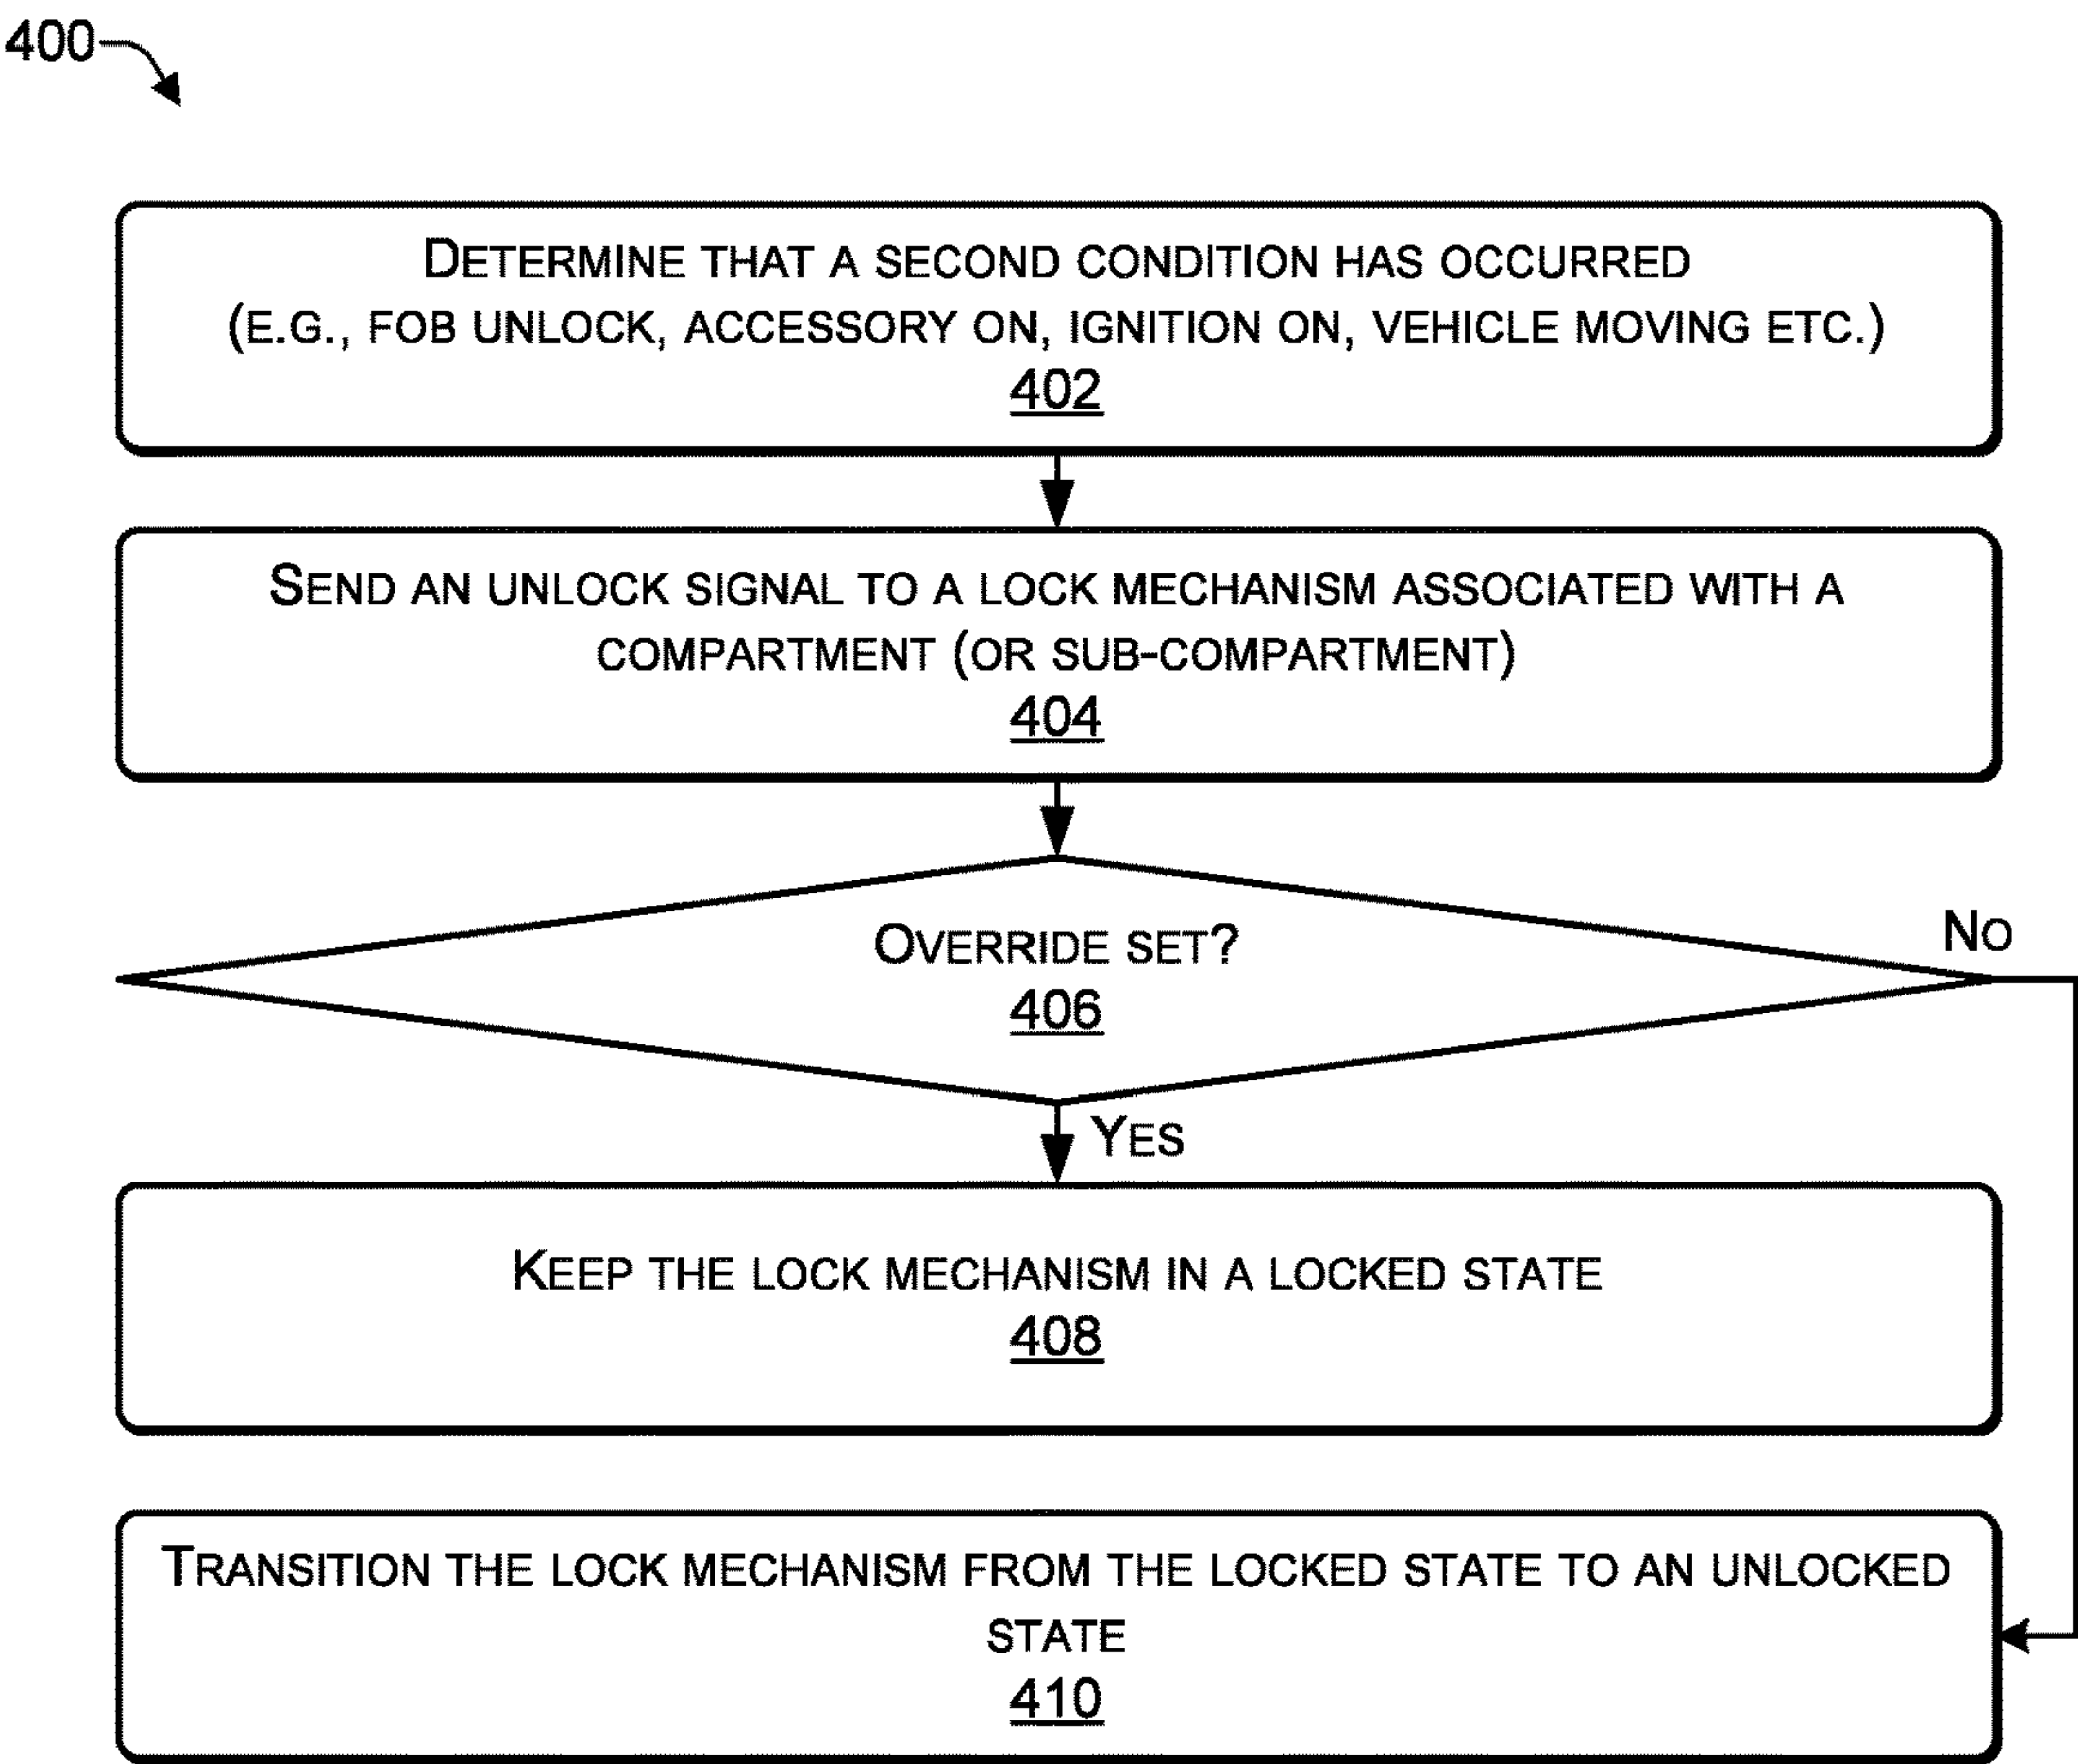 400
DETERMINE THAT A SECOND CONDITION HAS OCCURRED
(E.G., FOB UNLOCK, ACCESSORY ON, IGNITION ON, VEHICLE MOVING ETC.)
402
SEND AN UNLOCK SIGNAL TO A LOCK MECHANISM ASSOCIATED WITH A
COMPARTMENT (OR SUB-COMPARTMENT)
404
OVERRIDE SET?
406
NO
YES
KEEP THE LOCK MECHANISM IN A LOCKED STATE
408
TRANSITION THE LOCK MECHANISM FROM THE LOCKED STATE TO AN UNLOCKED
STATE
410